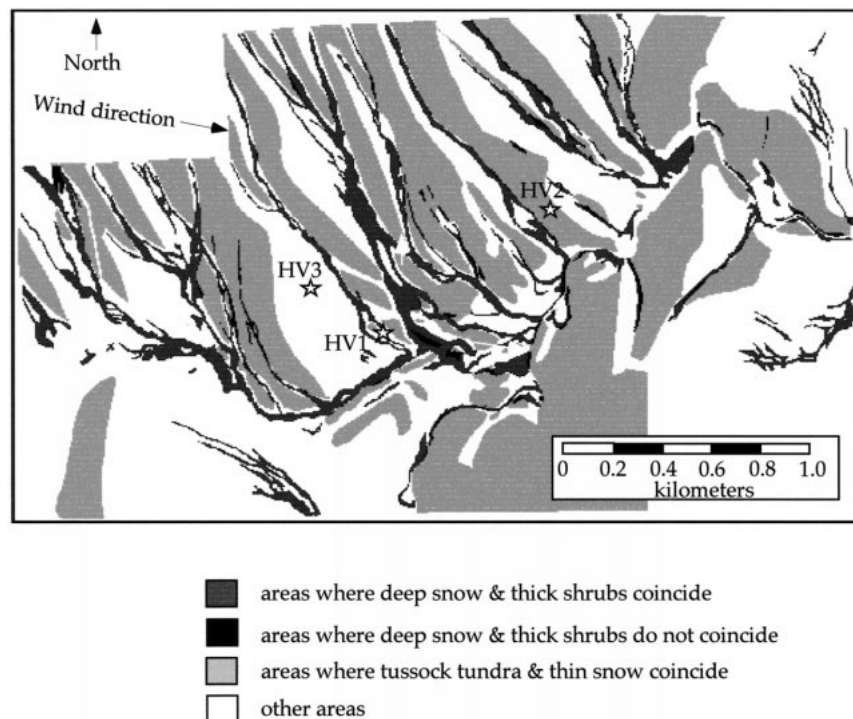 North
Wind direction
HV2
HV3
HV1
0 0.2 0.4 0.6 0.8 1.0
kilometers
areas where deep snow & thick shrubs coincide
areas where deep snow & thick shrubs do not coincide
areas where tussock tundra & thin snow coincide
other areas